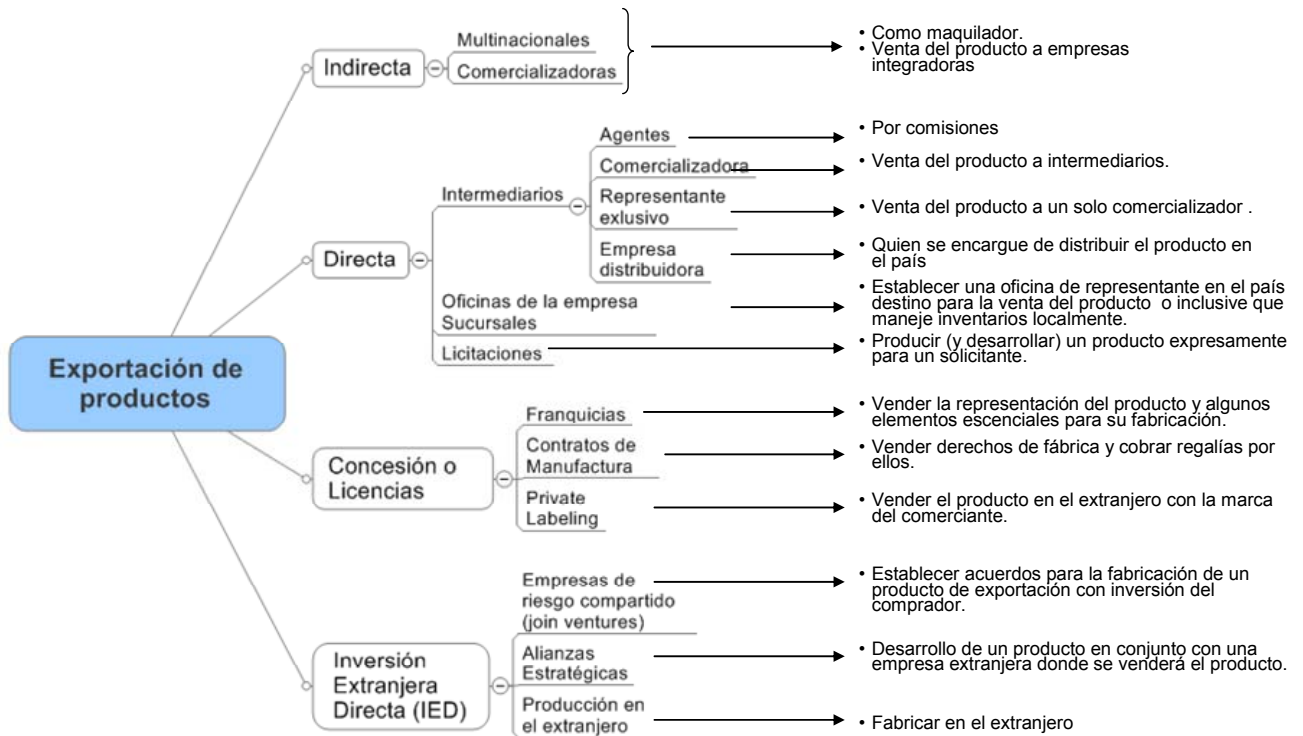 Exportación de
productos
Indirecta
Multinacionales
Comercializadoras
• Como maquilador.
• Venta del producto a empresas
integradoras
Directa
Intermediarios
Agentes
• Por comisiones
Comercializadora
• Venta del producto a intermediarios.
Representante
exlusivo
• Venta del producto a un solo comercializador .
Empresa
distribuidora
• Quien se encargue de distribuir el producto en
el país
Oficinas de la empresa
Sucursales
• Establecer una oficina de representante en el país
destino para la venta del producto o inclusive que
maneje inventarios localmente.
Licitaciones
• Producir (y desarrollar) un producto expresamente
para un solicitante.
Concesión o
Licencias
Franquicias
• Vender la representación del producto y algunos
elementos escenciales para su fabricación.
Contratos de
Manufactura
• Vender derechos de fábrica y cobrar regalías por
ellos.
Private
Labeling
• Vender el producto en el extranjero con la marca
del comerciante.
Inversión
Extranjera
Directa (IED)
Empresas de
riesgo compartido
(join ventures)
• Establecer acuerdos para la fabricación de un
producto de exportación con inversión del
comprador.
Alianzas
Estratégicas
• Desarrollo de un producto en conjunto con una
empresa extranjera donde se venderá el producto.
Producción en
el extranjero
• Fabricar en el extranjero